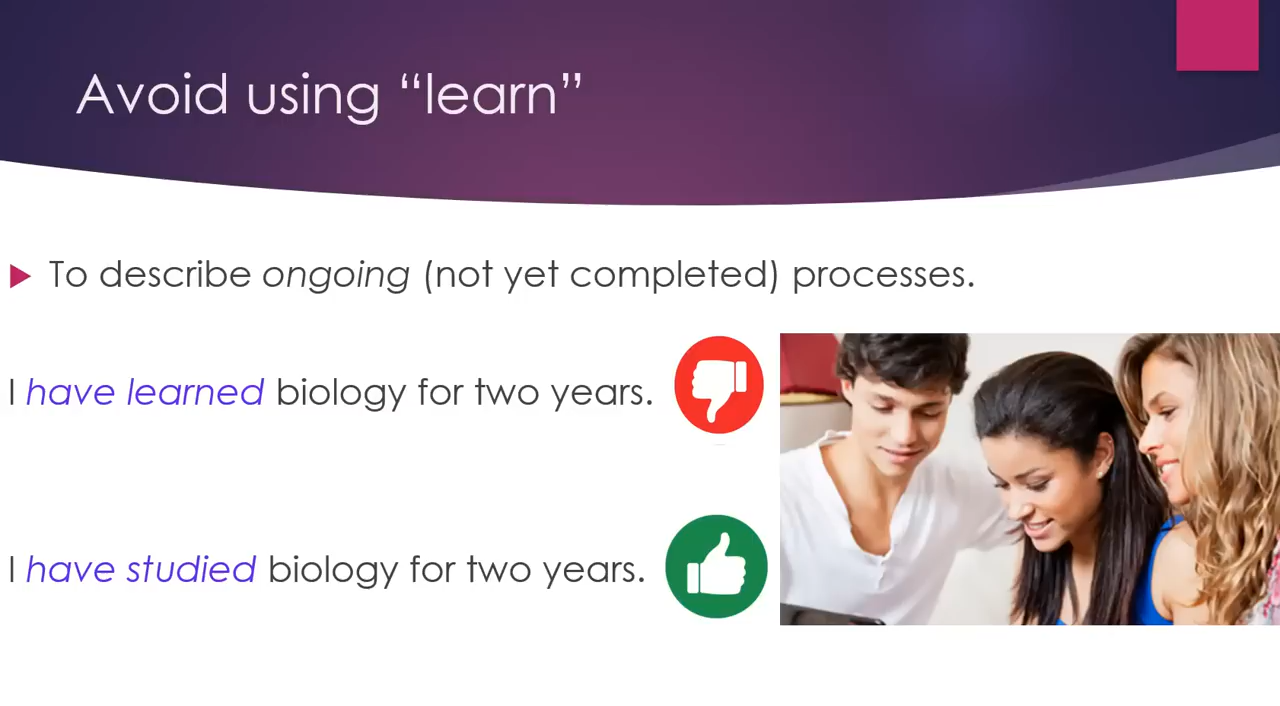 Avoid using “learn”
To describe ongoing (not yet completed) processes.
I have learned biology for two years.
I have studied biology for two years.